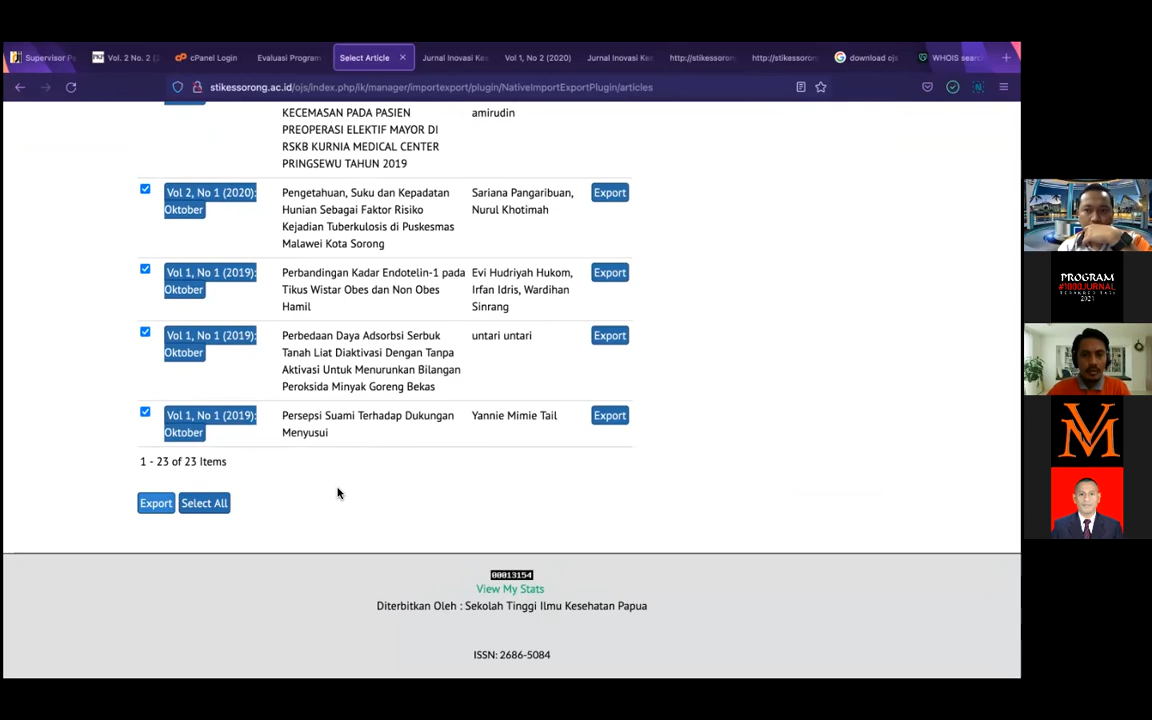 Supervisor P
Vol. 2 No. 2 (
cPanel Login
Evaluasi Program
Select Article
Jurnal Inovasi Kes
Vol 1, No 2 (2020)
Jurnal Inovasi Kes
http://stikessoron
http://stikessoron
download ojs
WHOIS sear
stikessorong.ac.id/ojs/index.php/ik/manager/importexport/plugin/NativeImportExportPlugin/articles
KECEMASAN PADA PASIEN
PREOPERASI ELEKTIF MAYOR DI
RSKB KURNIA MEDICAL CENTER
PRINGSEWU TAHUN 2019
amirudin
Vol 2, No 1 (2020):
Oktober
Pengetahuan, Suku dan Kepadatan
Hunian Sebagai Faktor Risiko
Kejadian Tuberkulosis di Puskesmas
Malawei Kota Sorong
Sariana Pangaribuan,
Nurul Khotimah
Export
Vol 1, No 1 (2019):
Oktober
Perbandingan Kadar Endotelin-1 pada
Tikus Wistar Obes dan Non Obes
Hamil
Evi Hudriyah Hukom,
Irfan Idris, Wardihan
Sinrang
Export
Vol 1, No 1 (2019):
Oktober
Perbedaan Daya Adsorbsi Serbuk
Tanah Liat Diaktivasi Dengan Tanpa
Aktivasi Untuk Menurunkan Bilangan
Peroksida Minyak Goreng Bekas
untari untari
Export
Vol 1, No 1 (2019):
Oktober
Persepsi Suami Terhadap Dukungan
Menyusui
Yannie Mimie Tail
Export
1 - 23 of 23 Items
Export
Select All
00013154
View My Stats
Diterbitkan Oleh : Sekolah Tinggi Ilmu Kesehatan Papua
ISSN: 2686-5084
PROGRAM
#1000JURNAL
2021